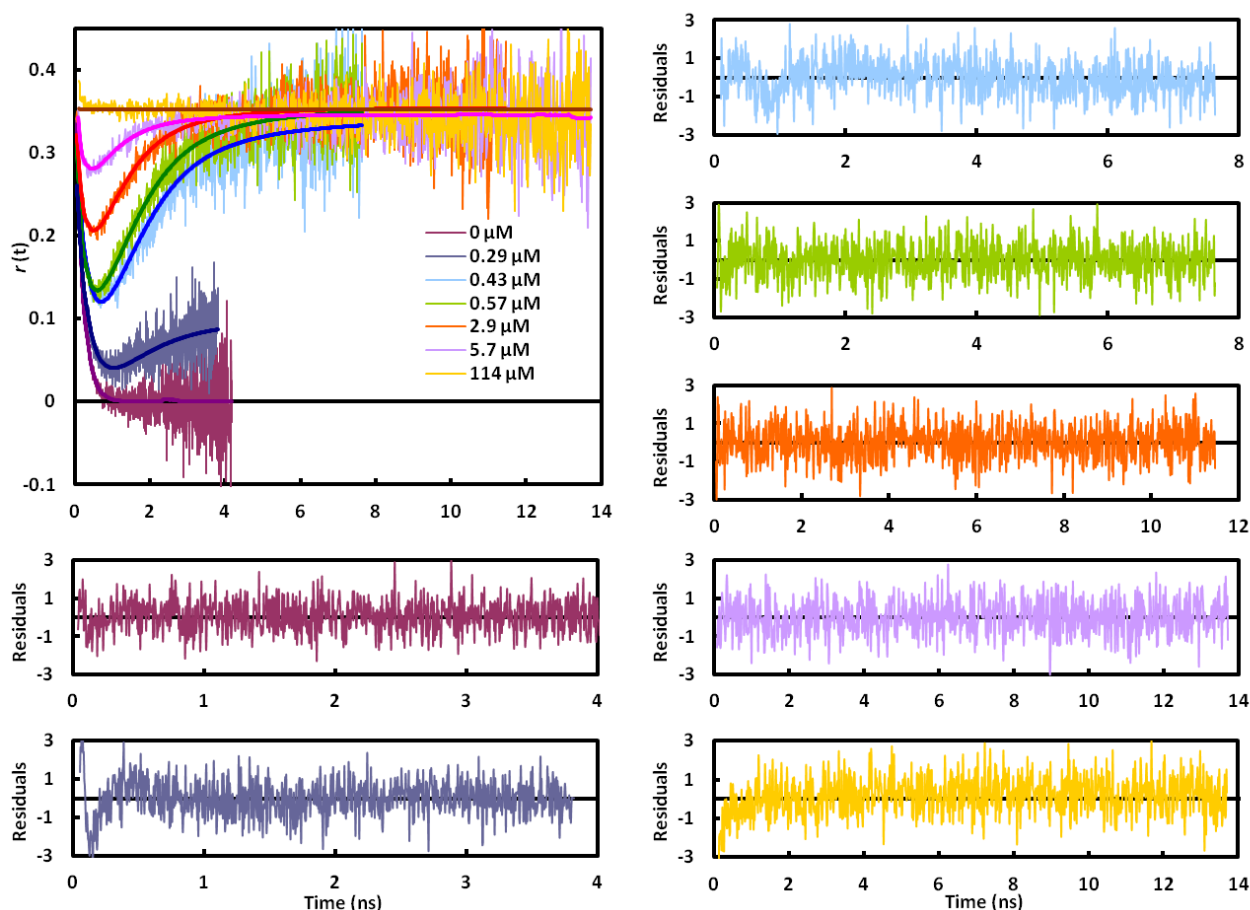 0.4
0.3
0.2
0.1
0
-0.1
r (t)
0 µM
0.29 µM
0.43 µM
0.57 µM
2.9 µM
5.7 µM
114 µM
0 2 4 6 8 10 12 14
3
1
-1
-3
Residuals
0 1 2 3 4
3
1
-1
-3
Residuals
0 1 2 3 4
Time (ns)
3
1
-1
-3
Residuals
0 2 4 6 8
3
1
-1
-3
Residuals
0 2 4 6 8
3
1
-1
-3
Residuals
0 2 4 6 8 10 12
3
1
-1
-3
Residuals
0 2 4 6 8 10 12 14
3
1
-1
-3
Residuals
0 2 4 6 8 10 12 14
Time (ns)